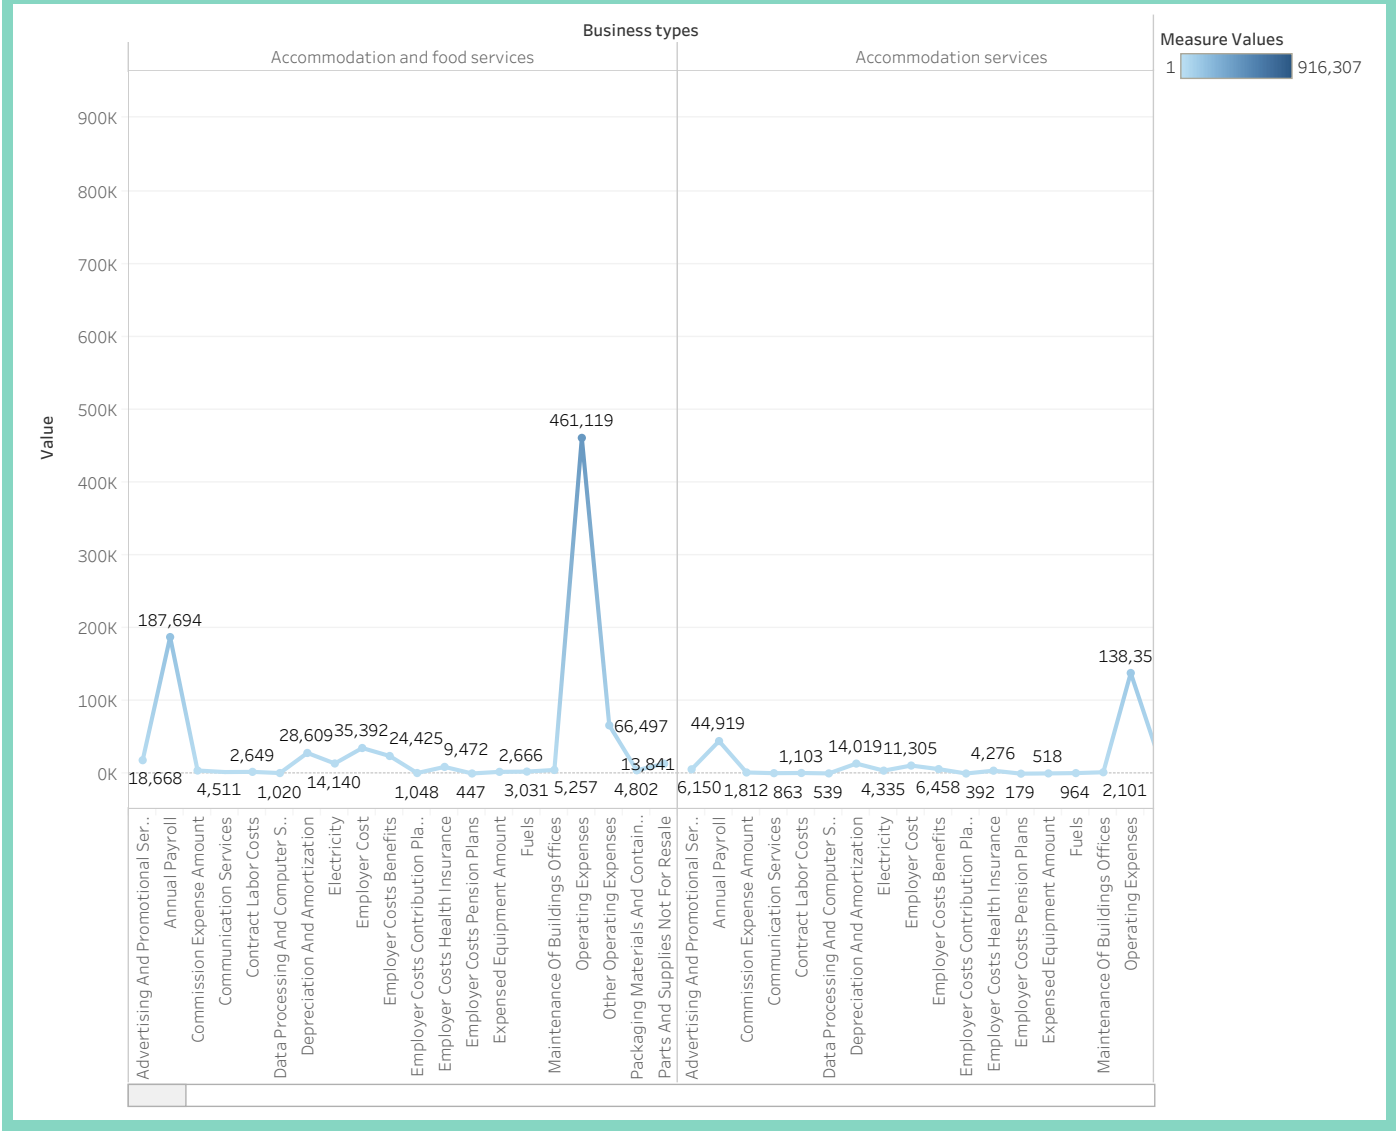 Business types
Accommodation and food services
Accommodation services
Measure Values
1
916,307
900K
800K
700K
600K
500K
400K
300K
200K
100K
0K
Value
461,119
187,694
138,35
66,497
44,919
28,609
35,392
24,425
9,472
2,649
2,666
13,841
1,103
14,019
11,305
4,276
518
18,668
4,511
1,020
14,140
1,048
447
3,031
5,257
4,802
6,150
1,812
863
539
4,335
6,458
392
179
964
2,101
Advertising And Promotional Ser..
Annual Payroll
Commission Expense Amount
Communication Services
Contract Labor Costs
Data Processing And Computer S..
Depreciation And Amortization
Electricity
Employer Cost
Employer Costs Benefits
Employer Costs Contribution Pla..
Employer Costs Health Insurance
Employer Costs Pension Plans
Expensed Equipment Amount
Fuels
Maintenance Of Buildings Offices
Operating Expenses
Other Operating Expenses
Packaging Materials And Contain..
Parts And Supplies Not For Resale
Advertising And Promotional Ser..
Annual Payroll
Commission Expense Amount
Communication Services
Contract Labor Costs
Data Processing And Computer S..
Depreciation And Amortization
Electricity
Employer Cost
Employer Costs Benefits
Employer Costs Contribution Pla..
Employer Costs Health Insurance
Employer Costs Pension Plans
Expensed Equipment Amount
Fuels
Maintenance Of Buildings Offices
Operating Expenses